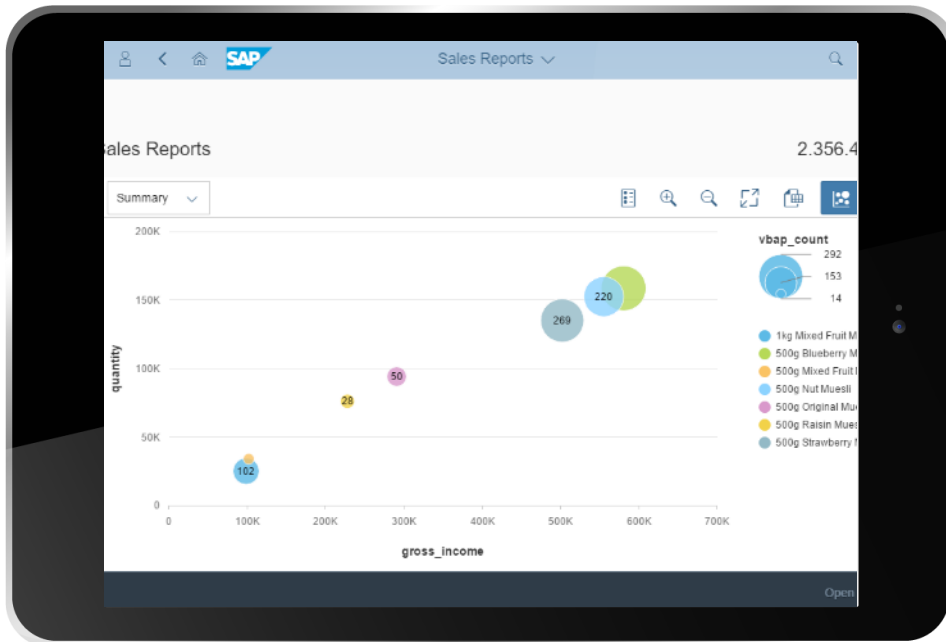 SAP
Sales Reports
ales Reports
2.356.4
Summary
200K
150K
100K
50K
0
quantity
0 100K 200K 300K 400K 500K 600K 700K
gross_income
102
28
50
269
220
vbap_count
292
153
14
1kg Mixed Fruit M
500g Blueberry M
500g Mixed Fruit
500g Nut Muesli
500g Original Mu
500g Raisin Mues
500g Strawberry
Open